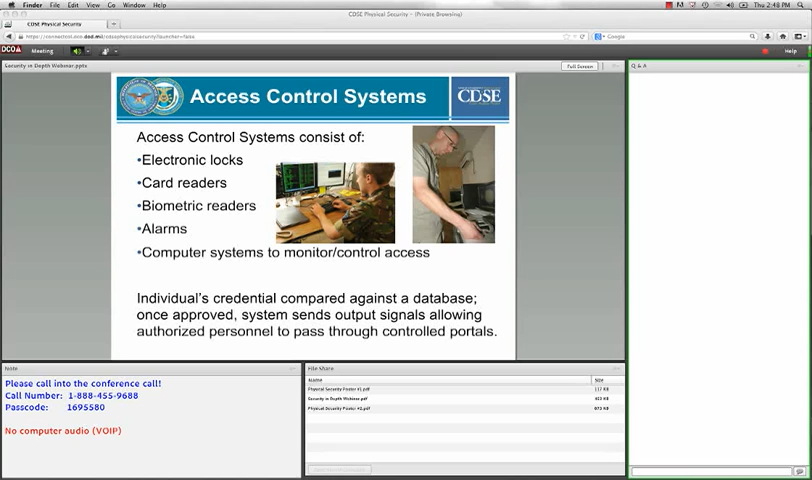 Finder File Edit View Go Window Help
Thu 2:48 PM
CDSE Physical Security - (Private Browsing)
CDSE Physical Security
Google
DCO Meeting Help
Security in Depth Webinar.pptx
Full Screen
Q & A
Access Control Systems
CDSE
Access Control Systems consist of:
•Electronic locks
•Card readers
•Biometric readers
•Alarms
•Computer systems to monitor/control access
Individual's credential compared against a database;
once approved, system sends output signals allowing
authorized personnel to pass through controlled portals.
Note
Please call into the conference call!
Call Number: 1-888-455-9688
Passcode: 1695580
No computer audio (VOIP)
File Share
Name Size
Physical Security Poster #1.pdf
Security in Depth Webinar.pdf
Physical Security Poster #2.pdf